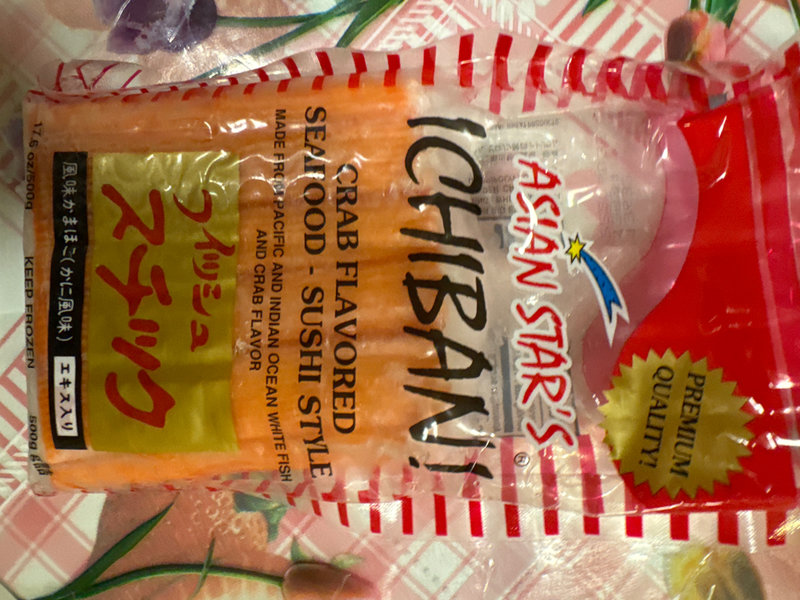 PREMIUM
QUALITY!
ASIAN STAR'S
®
ICHIBAN!
CRAB FLAVORED
SEAFOOD - SUSHI STYLE
MADE FROM PACIFIC AND INDIAN OCEAN WHITE FISH
AND CRAB FLAVOR
フィッシュ
スチック
風味かまぼこ(かに風味)
エキス入り
17.6 oz/500g
KEEP FROZEN
500g